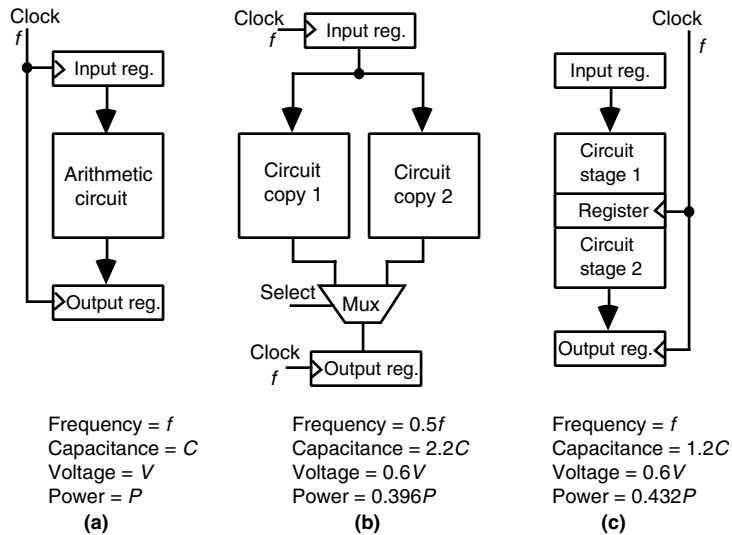 Clock
f
Input reg.
Arithmetic
circuit
Output reg.
Frequency = f
Capacitance = C
Voltage = V
Power = P
(a)
Clock
f
Input reg.
Circuit
copy 1
Circuit
copy 2
Select
Mux
Clock
f
Output reg.
Frequency = 0.5f
Capacitance = 2.2C
Voltage = 0.6V
Power = 0.396P
(b)
Clock
f
Input reg.
Circuit
stage 1
Register
Circuit
stage 2
Output reg.
Frequency = f
Capacitance = 1.2C
Voltage = 0.6V
Power = 0.432P
(c)